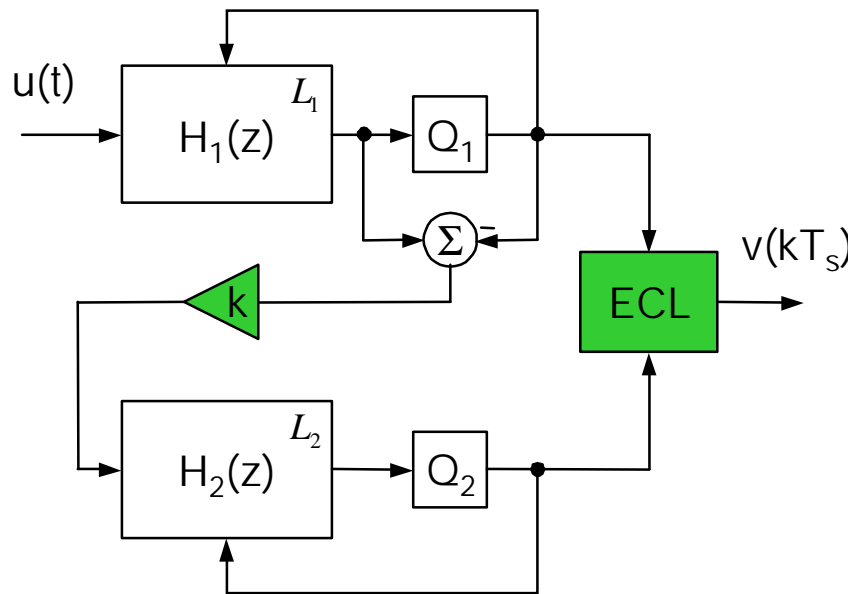 u(t)
H₁(z)
L₁
Q₁
Σ
−
k
ECL
v(kTₛ)
H₂(z)
L₂
Q₂